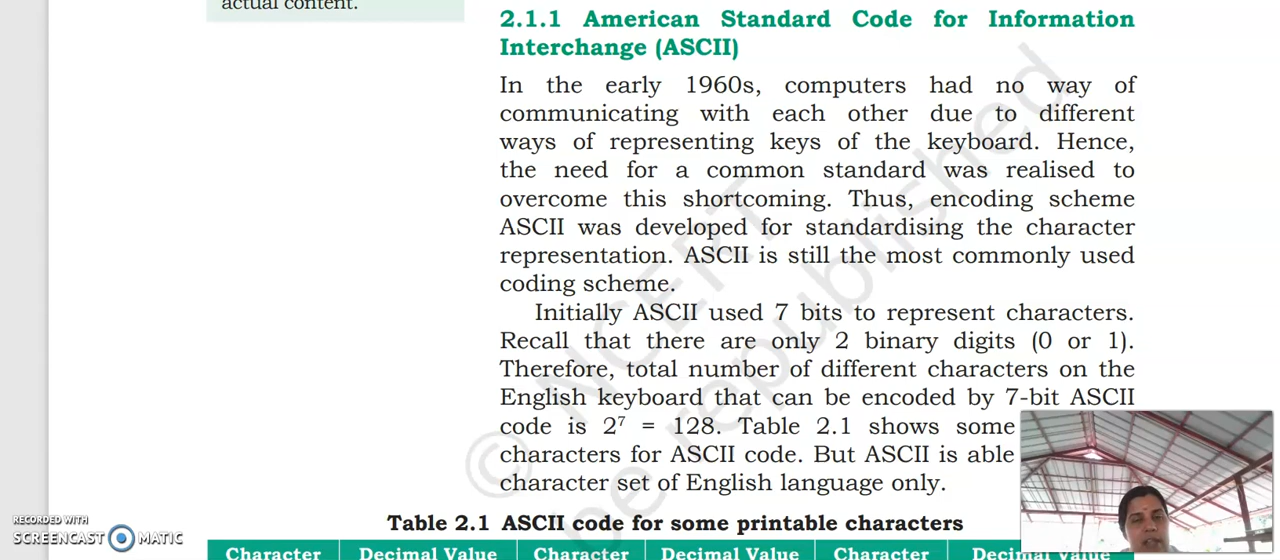 actual content.
2.1.1 American Standard Code for Information
Interchange (ASCII)
In the early 1960s, computers had no way of
communicating with each other due to different
ways of representing keys of the keyboard. Hence,
the need for a common standard was realised to
overcome this shortcoming. Thus, encoding scheme
ASCII was developed for standardising the character
representation. ASCII is still the most commonly used
coding scheme.
Initially ASCII used 7 bits to represent characters.
Recall that there are only 2 binary digits (0 or 1).
Therefore, total number of different characters on the
English keyboard that can be encoded by 7-bit ASCII
code is 2⁷ = 128. Table 2.1 shows some
characters for ASCII code. But ASCII is able
character set of English language only.
© NCERT
be republished
Table 2.1 ASCII code for some printable characters
Character Decimal Value Character Decimal Value Character Decimal Value
RECORDED WITH
SCREENCAST MATIC